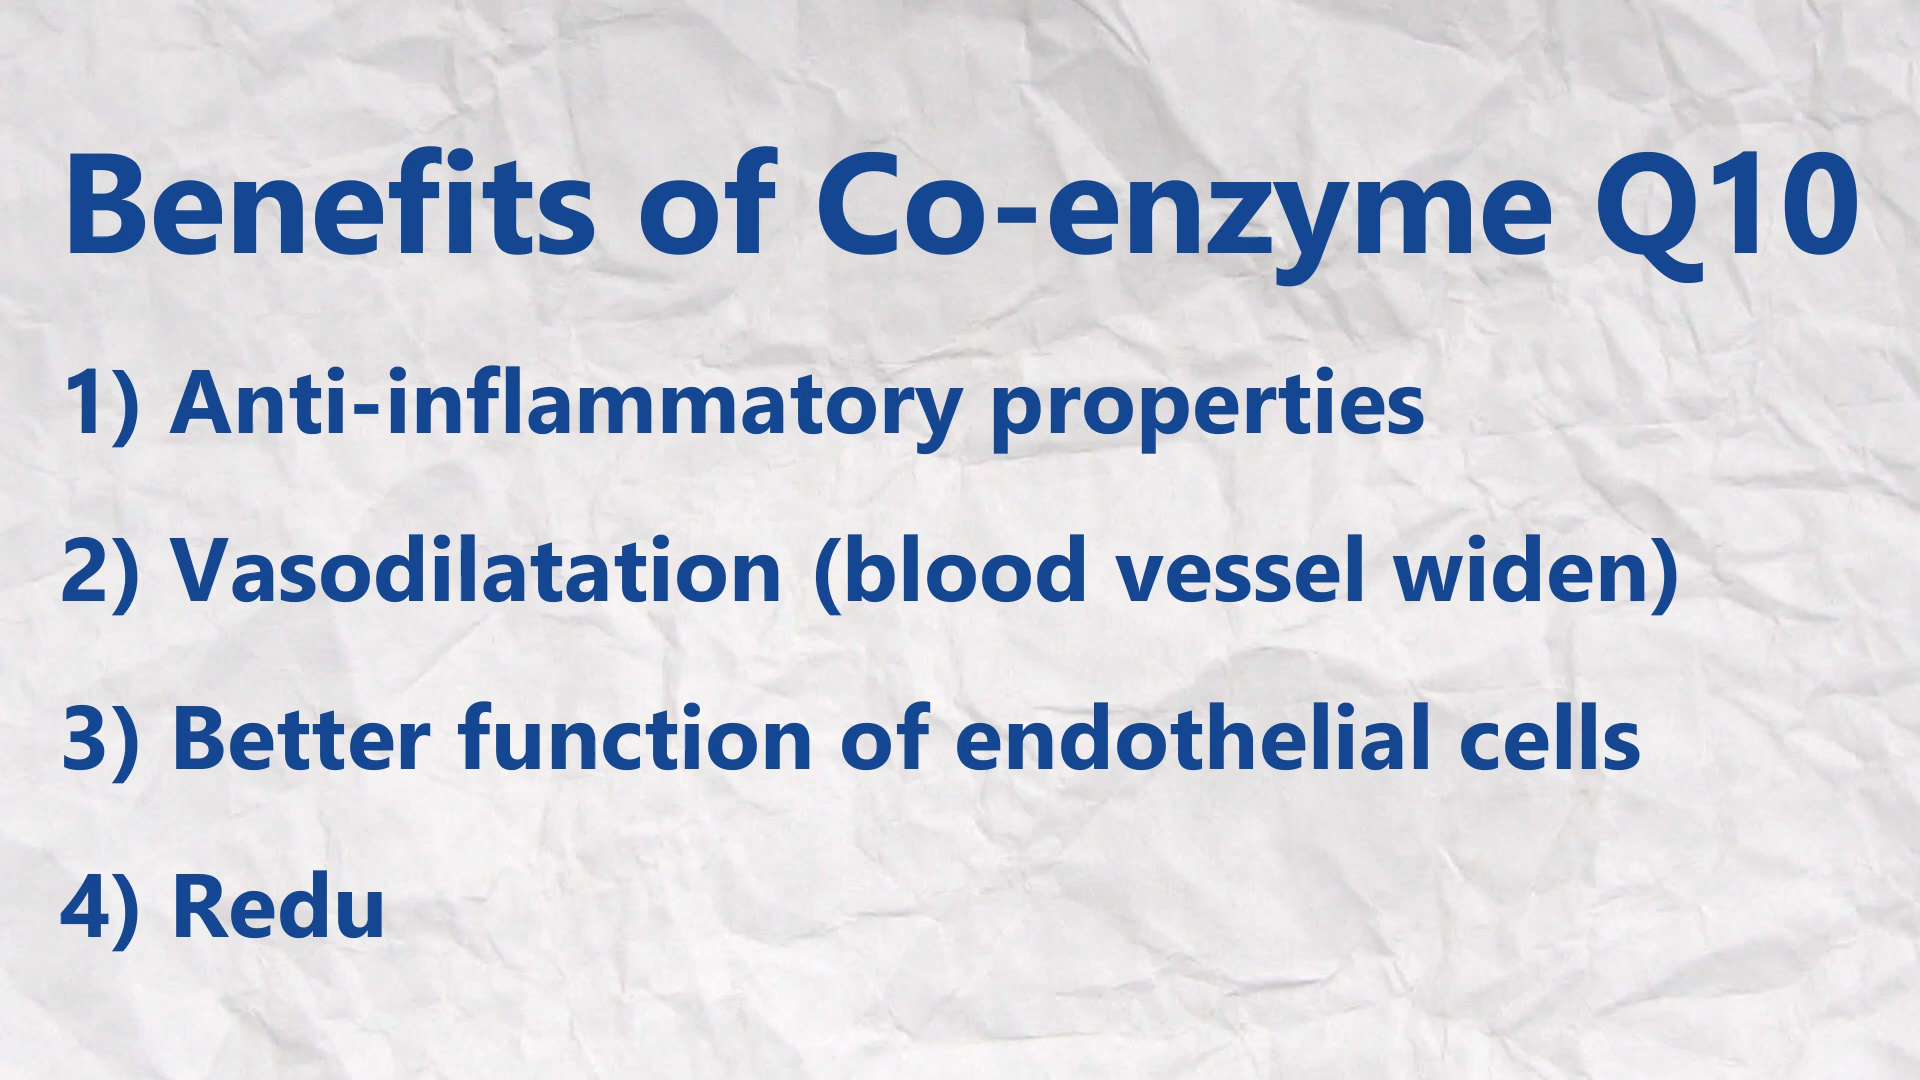 Benefits of Co-enzyme Q10
1) Anti-inflammatory properties
2) Vasodilatation (blood vessel widen)
3) Better function of endothelial cells
4) Redu